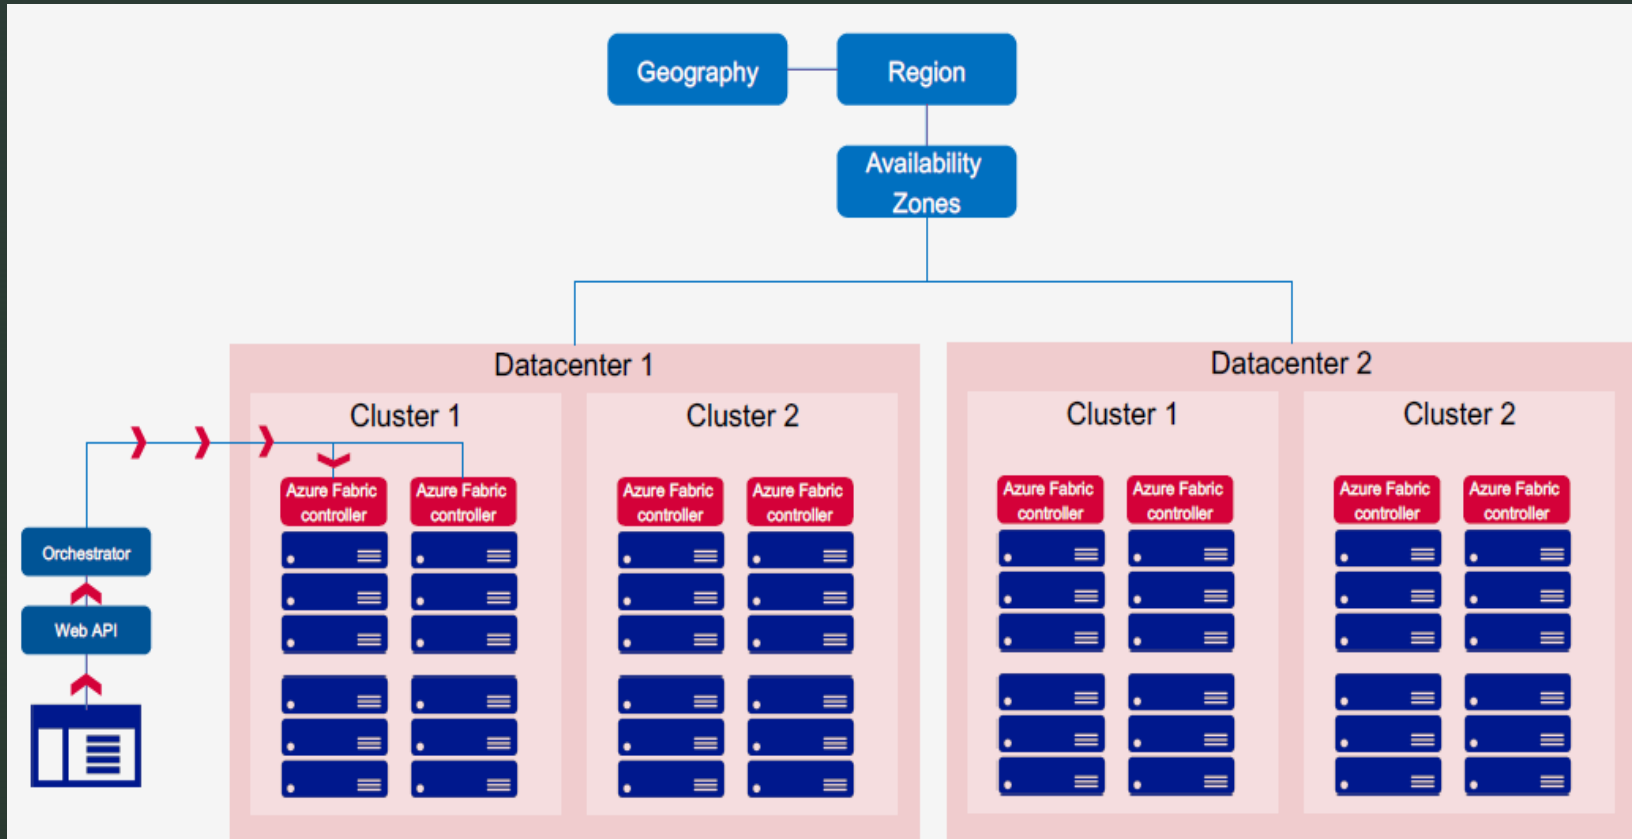 Geography
Region
Availability
Zones
Datacenter 1
Datacenter 2
Cluster 1
Cluster 2
Cluster 1
Cluster 2
Azure Fabric
controller
Azure Fabric
controller
Azure Fabric
controller
Azure Fabric
controller
Azure Fabric
controller
Azure Fabric
controller
Azure Fabric
controller
Azure Fabric
controller
Orchestrator
Web API